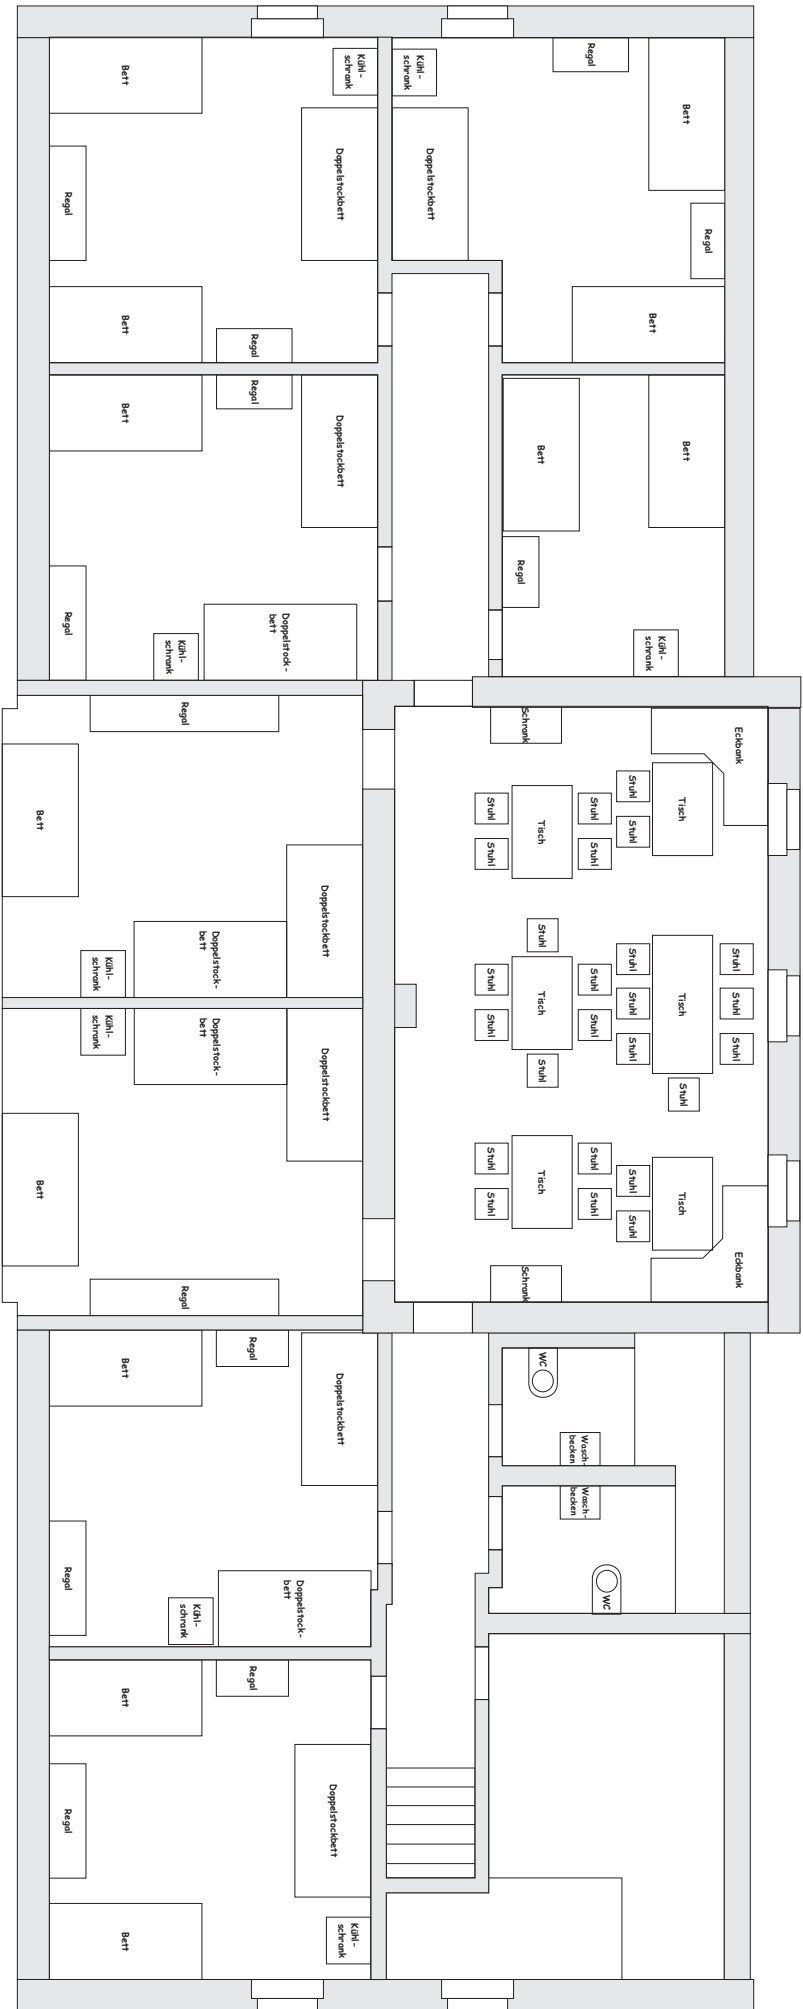 Bett
Kühl-
schrank
Kühl-
schrank
Regal
Bett
Regal
Doppelstockbett
Doppelstockbett
Regal
Bett
Regal
Bett
Bett
Regal
Doppelstockbett
Bett
Bett
Regal
Regal
Kühl-
schrank
Doppelstock-
bett
Kühl-
schrank
Regal
Schrank
Eckbank
Bett
Stuhl
Stuhl
Tisch
Stuhl
Stuhl
Stuhl
Stuhl
Tisch
Doppelstockbett
Kühl-
schrank
Doppelstock-
bett
Stuhl
Stuhl
Stuhl
Tisch
Stuhl
Stuhl
Stuhl
Stuhl
Stuhl
Stuhl
Tisch
Stuhl
Stuhl
Stuhl
Stuhl
Stuhl
Kühl-
schrank
Doppelstock-
bett
Doppelstockbett
Bett
Regal
Stuhl
Stuhl
Tisch
Stuhl
Stuhl
Stuhl
Stuhl
Tisch
Eckbank
Schrank
Bett
Regal
Doppelstockbett
WC
Wasch-
becken
Wasch-
becken
WC
Regal
Kühl-
schrank
Doppelstock-
bett
Bett
Regal
Regal
Doppelstockbett
Bett
Kühl-
schrank